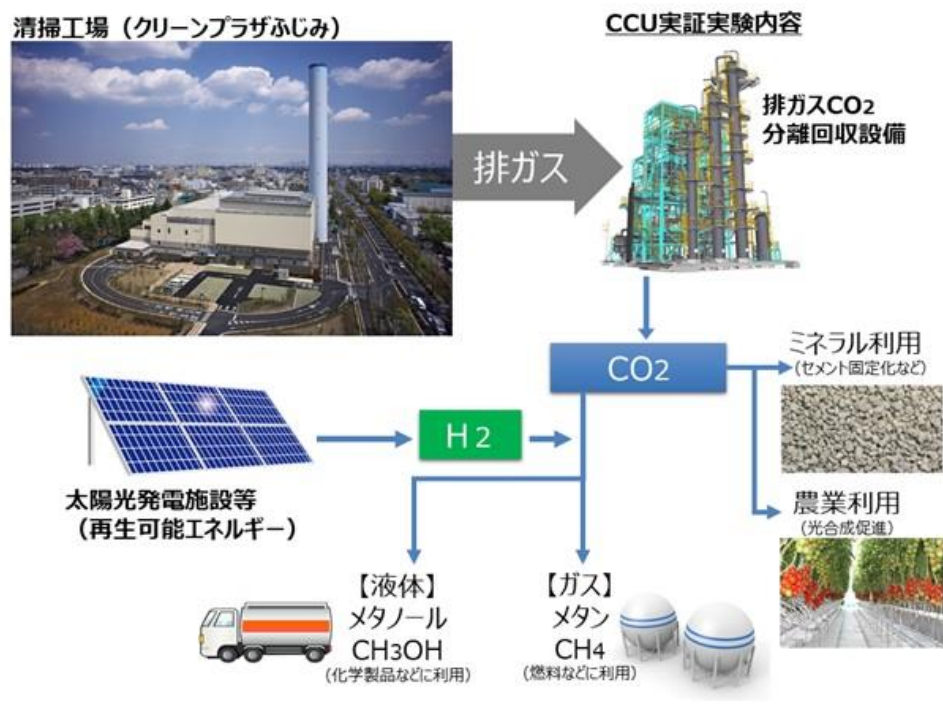 清掃工場（クリーンプラザふじみ）
CCU実証実験内容
排ガスCO2
分離回収設備
排ガス
CO2
ミネラル利用
（セメント固定化など）
H2
太陽光発電施設等
（再生可能エネルギー）
農業利用
（光合成促進）
【液体】
メタノール
CH3OH
（化学製品などに利用）
【ガス】
メタン
CH4
（燃料などに利用）